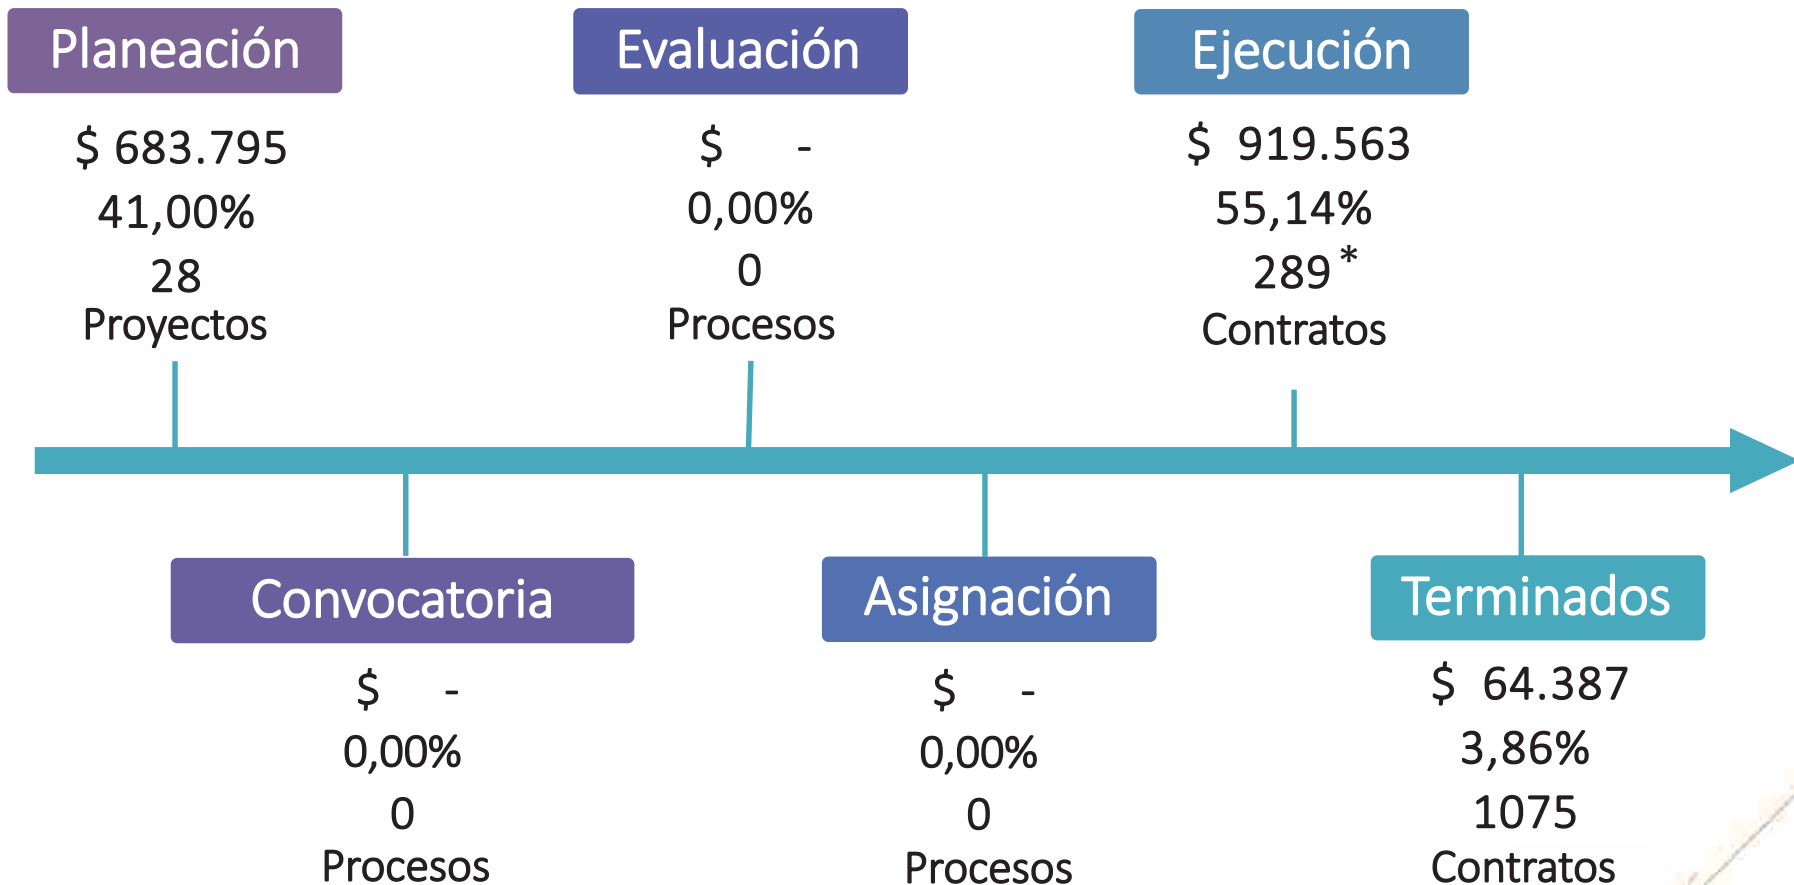 Planeación
$ 683.795
41,00%
28
Proyectos
Evaluación
$ -
0,00%
0
Procesos
Ejecución
$ 919.563
55,14%
289*
Contratos
Convocatoria
$ -
0,00%
0
Procesos
Asignación
$ -
0,00%
0
Procesos
Terminados
$ 64.387
3,86%
1075
Contratos